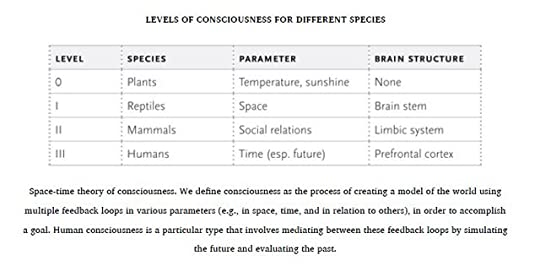 LEVELS OF CONSCIOUSNESS FOR DIFFERENT SPECIES
LEVEL SPECIES PARAMETER BRAIN STRUCTURE
0 Plants Temperature, sunshine None
I Reptiles Space Brain stem
II Mammals Social relations Limbic system
III Humans Time (esp. future) Prefrontal cortex
Space-time theory of consciousness. We define consciousness as the process of creating a model of the world using
multiple feedback loops in various parameters (e.g., in space, time, and in relation to others), in order to accomplish
a goal. Human consciousness is a particular type that involves mediating between these feedback loops by simulating
the future and evaluating the past.